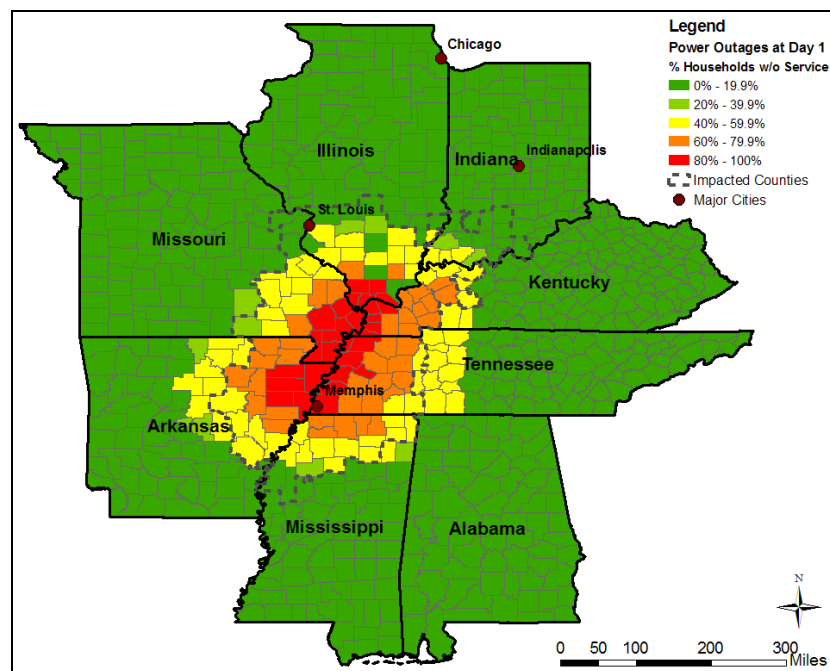 Legend
Power Outages at Day 1
% Households w/o Service
0% - 19.9%
20% - 39.9%
40% - 59.9%
60% - 79.9%
80% - 100%
Impacted Counties
Major Cities
Chicago
Illinois
Indiana
Indianapolis
St. Louis
Missouri
Kentucky
Tennessee
Memphis
Arkansas
Mississippi
Alabama
N
0 50 100 200 300
Miles